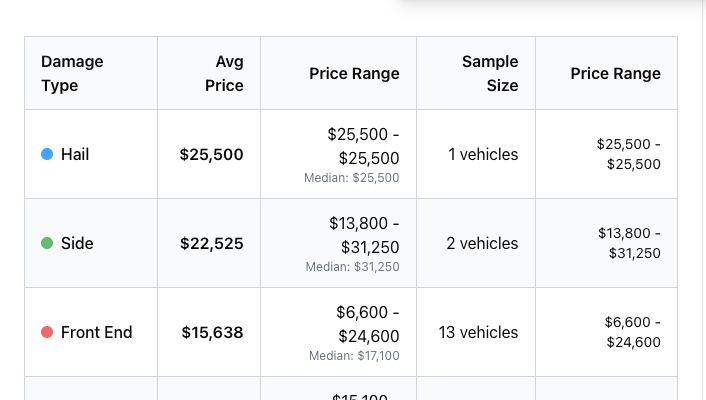 Damage Type Avg Price Price Range Sample Size Price Range
Hail $25,500 $25,500 - $25,500 Median: $25,500 1 vehicles $25,500 - $25,500
Side $22,525 $13,800 - $31,250 Median: $31,250 2 vehicles $13,800 - $31,250
Front End $15,638 $6,600 - $24,600 Median: $17,100 13 vehicles $6,600 - $24,600